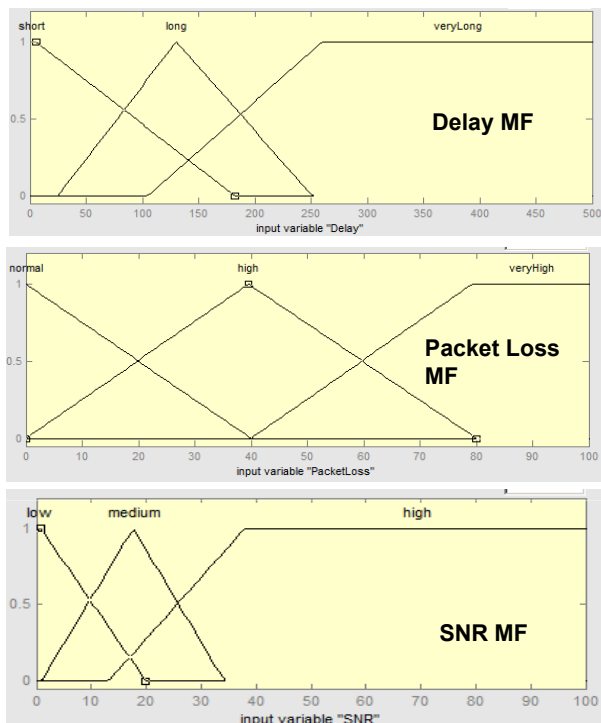 short long veryLong
1
0.5
0
Delay MF
0 50 100 150 200 250 300 350 400 450 500
input variable "Delay"
normal high veryHigh
1
0.5
0
Packet Loss
MF
0 10 20 30 40 50 60 70 80 90 100
input variable "PacketLoss"
low medium high
1
0.5
0
SNR MF
0 10 20 30 40 50 60 70 80 90 100
input variable "SNR"